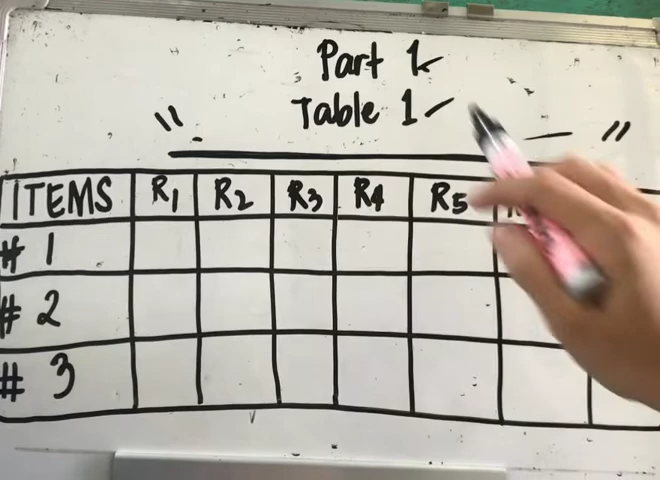 Part 1
Table 1
" "
ITEMS R1 R2 R3 R4 R5
# 1
# 2
# 3